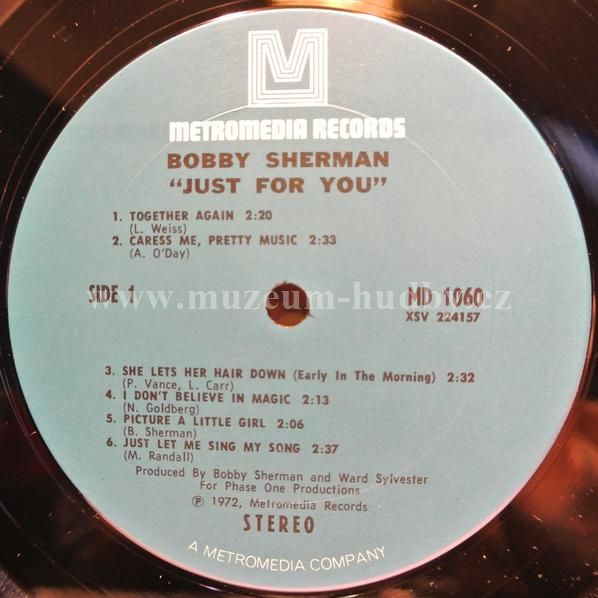 METROMEDIA RECORDS
BOBBY SHERMAN
"JUST FOR YOU"
1. TOGETHER AGAIN 2:20
(L. Weiss)
2. CARESS ME, PRETTY MUSIC 2:33
(A. O'Day)
SIDE 1
MD 1060
XSV 224157
www.muzeum-hudby.cz
3. SHE LETS HER HAIR DOWN (Early In The Morning) 2:32
(P. Vance, L. Carr)
4. I DON'T BELIEVE IN MAGIC 2:13
(N. Goldberg)
5. PICTURE A LITTLE GIRL 2:06
(B. Sherman)
6. JUST LET ME SING MY SONG 2:37
(M. Randall)
Produced By Bobby Sherman and Ward Sylvester
For Phase One Productions
℗ 1972, Metromedia Records
STEREO
A METROMEDIA COMPANY